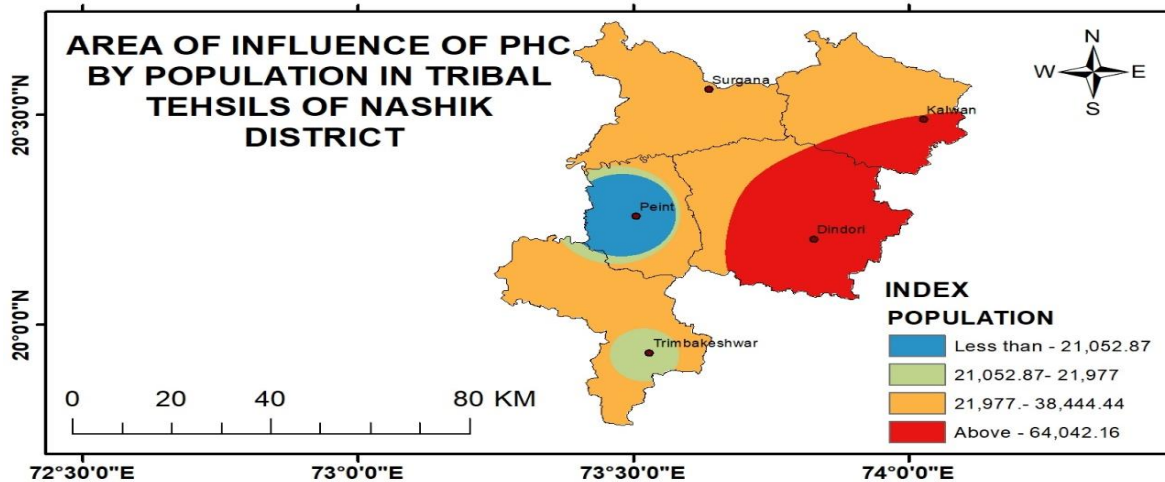 AREA OF INFLUENCE OF PHC
BY POPULATION IN TRIBAL
TEHSILS OF NASHIK
DISTRICT
N
W E
S
Surgana
Kalwan
Peint
Dindori
Trimbakeshwar
20°30'0"N
20°0'0"N
INDEX
POPULATION
Less than - 21,052.87
21,052.87- 21,977
21,977.- 38,444.44
Above - 64,042.16
0 20 40 80 KM
72°30'0"E 73°0'0"E 73°30'0"E 74°0'0"E